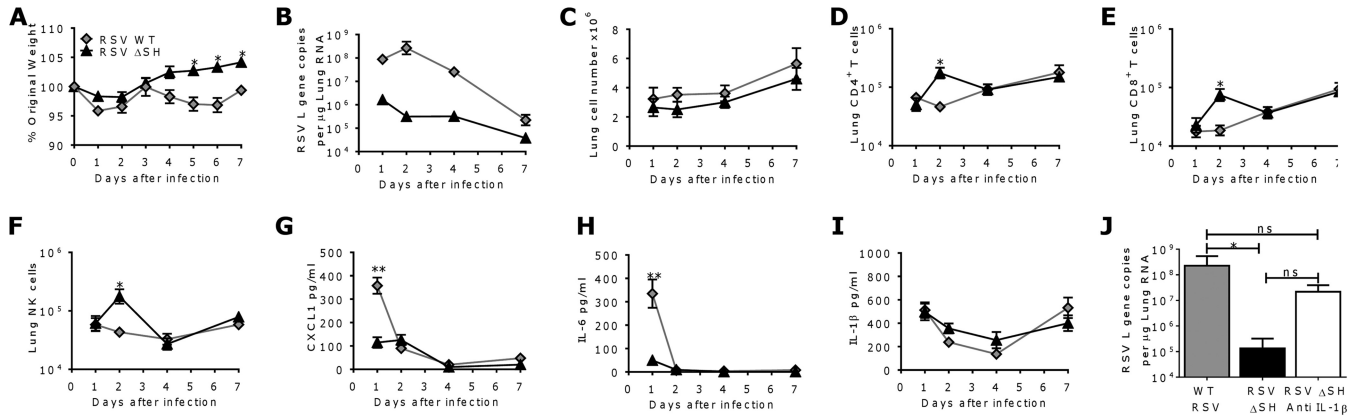 A
% Original Weight
110
105
100
95
90
RSV WT
RSV ΔSH
* * *
0 1 2 3 4 5 6 7
Days after infection
B
RSV L gene copies
per µg Lung RNA
10^9
10^8
10^7
10^6
10^5
10^4
0 1 2 3 4 5 6 7
Days after infection
C
Lung cell number x10^6
10
8
6
4
2
0
0 1 2 3 4 5 6 7
Days after infection
D
Lung CD4+ T cells
10^6
10^5
10^4
*
0 1 2 3 4 5 6 7
Days after infection
E
Lung CD8+ T cells
10^6
10^5
10^4
*
0 1 2 3 4 5 6
Days after infection
F
Lung NK cells
10^6
10^5
10^4
*
0 1 2 3 4 5 6 7
Days after infection
G
CXCL1 pg/ml
500
400
300
200
100
0
**
0 1 2 3 4 5 6 7
Days after infection
H
IL-6 pg/ml
500
400
300
200
100
0
**
0 1 2 3 4 5 6 7
Days after infection
I
IL-1β pg/ml
1000
800
600
400
200
0
0 1 2 3 4 5 6 7
Days after infection
J
RSV L gene copies
per µg Lung RNA
10^9
10^8
10^7
10^6
10^5
10^4
ns
*
ns
WT RSV
RSV ΔSH
RSV ΔSH Anti IL-1β